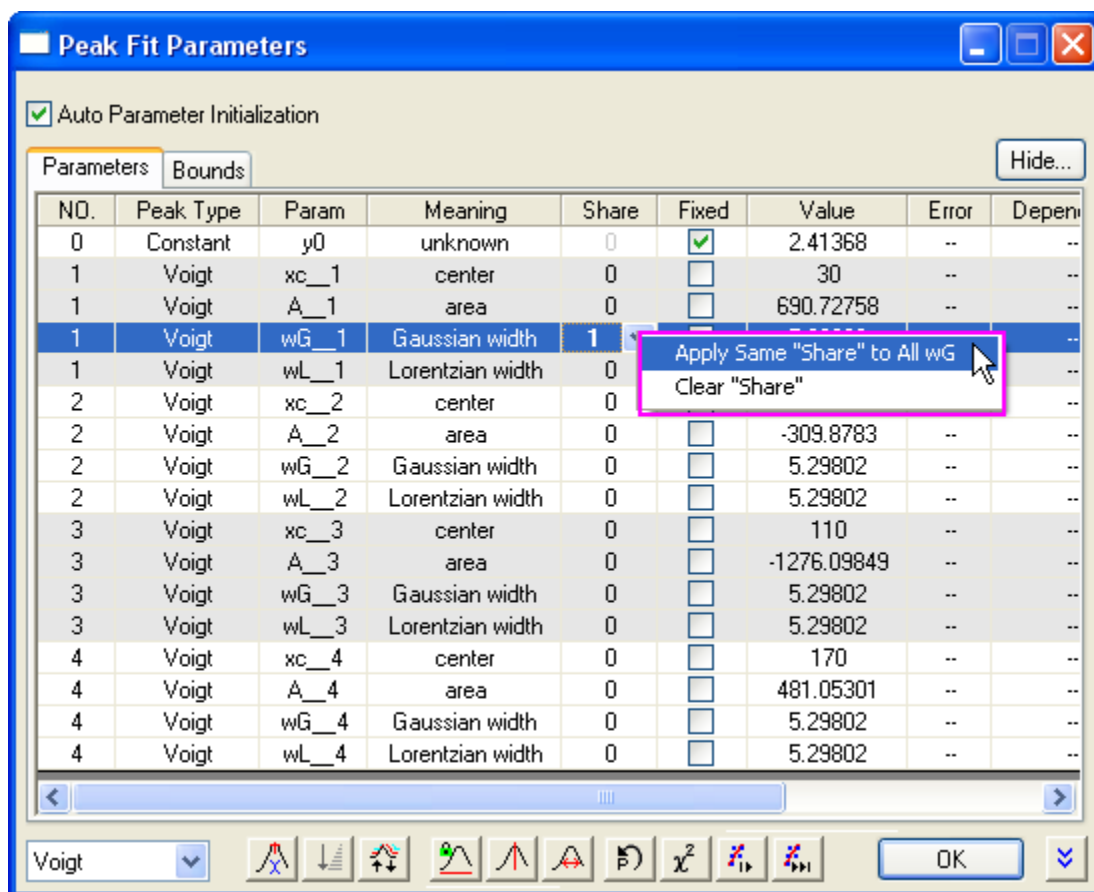 Peak Fit Parameters
Auto Parameter Initialization
Parameters Bounds Hide...
NO. Peak Type Param Meaning Share Fixed Value Error Depen
0 Constant y0 unknown 0 2.41368 --  --
1 Voigt xc__1 center 0 30 -- --
1 Voigt A__1 area 0 690.72758 -- --
1 Voigt wG__1 Gaussian width 1 --
Apply Same "Share" to All wG
1 Voigt wL__1 Lorentzian width 0
Clear "Share"
2 Voigt xc__2 center 0 --
2 Voigt A__2 area 0 -309.8783 -- --
2 Voigt wG__2 Gaussian width 0 5.29802 -- --
2 Voigt wL__2 Lorentzian width 0 5.29802 -- --
3 Voigt xc__3 center 0 110 -- --
3 Voigt A__3 area 0 -1276.09849 -- --
3 Voigt wG__3 Gaussian width 0 5.29802 -- --
3 Voigt wL__3 Lorentzian width 0 5.29802 -- --
4 Voigt xc__4 center 0 170 -- --
4 Voigt A__4 area 0 481.05301 -- --
4 Voigt wG__4 Gaussian width 0 5.29802 -- --
4 Voigt wL__4 Lorentzian width 0 5.29802 -- --
Voigt χ² OK